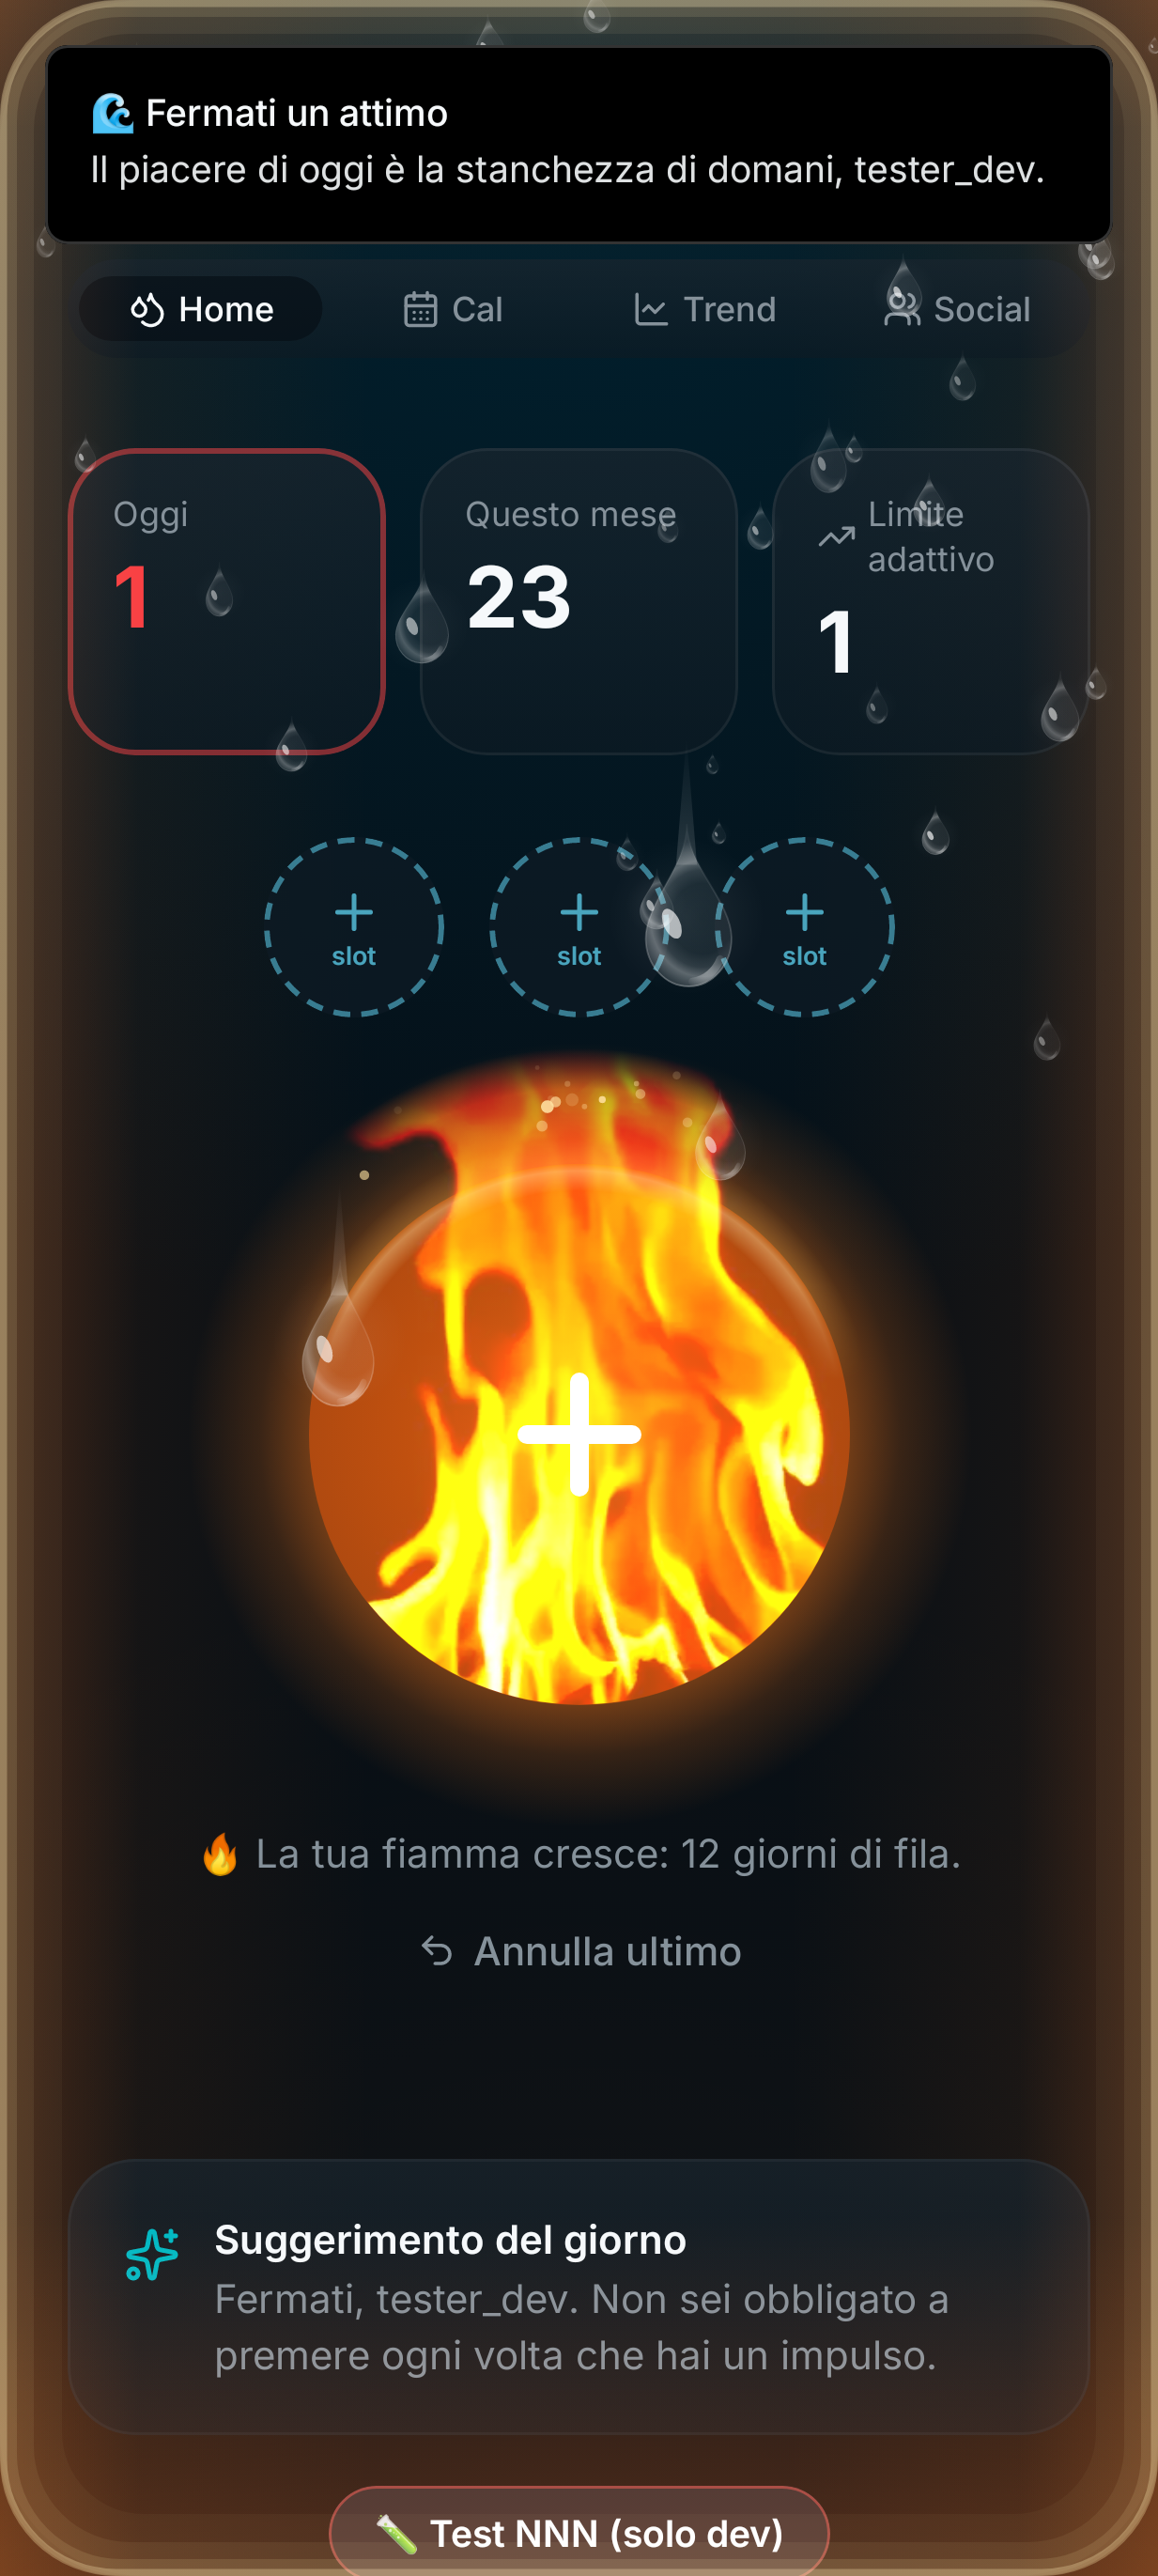 🌊 Fermati un attimo
Il piacere di oggi è la stanchezza di domani, tester_dev.
Home
Cal
Trend
Social
Oggi
1
Questo mese
23
Limite
adattivo
1
slot
slot
slot
🔥 La tua fiamma cresce: 12 giorni di fila.
Annulla ultimo
Suggerimento del giorno
Fermati, tester_dev. Non sei obbligato a
premere ogni volta che hai un impulso.
🧪 Test NNN (solo dev)